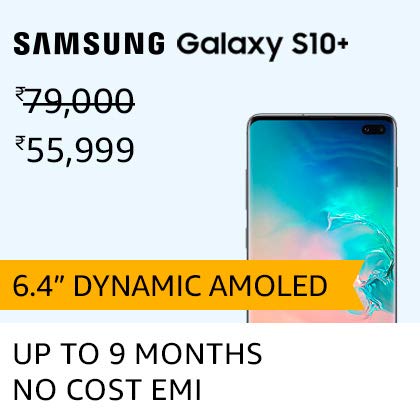 SAMSUNG Galaxy S10+
₹79,000
₹55,999
6.4” DYNAMIC AMOLED
UP TO 9 MONTHS
NO COST EMI